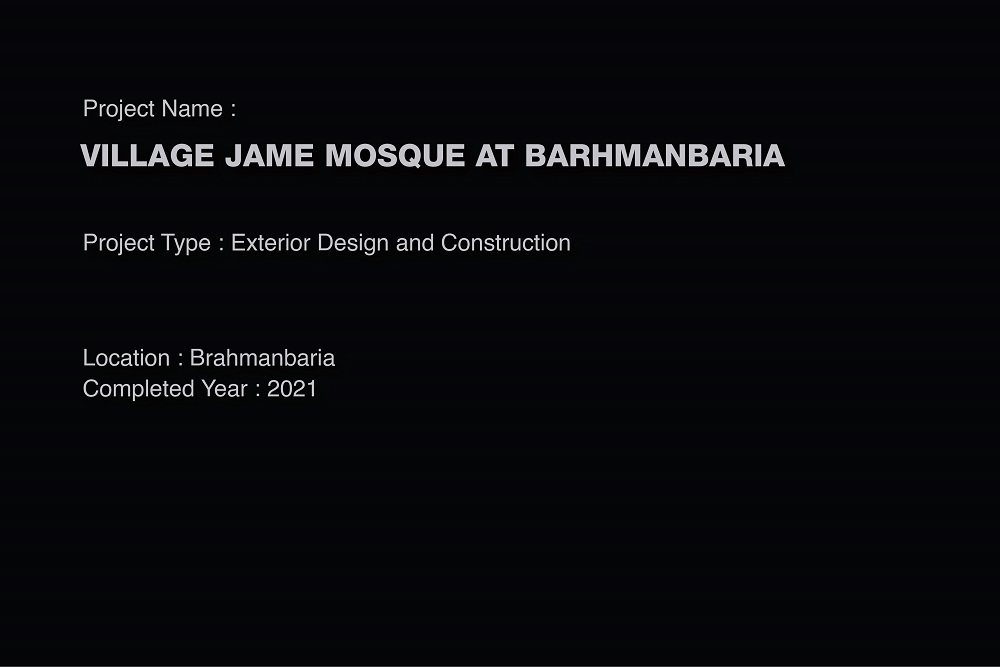 Project Name :
VILLAGE JAME MOSQUE AT BARHMANBARIA
Project Type : Exterior Design and Construction
Location : Brahmanbaria
Completed Year : 2021